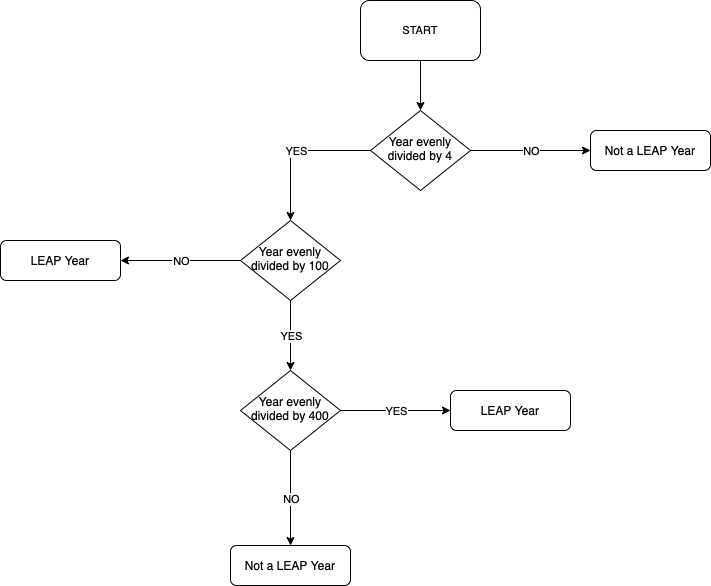 START
Year evenly
divided by 4
YES
NO
Not a LEAP Year
Year evenly
divided by 100
LEAP Year
NO
YES
Year evenly
divided by 400
YES
LEAP Year
NO
Not a LEAP Year